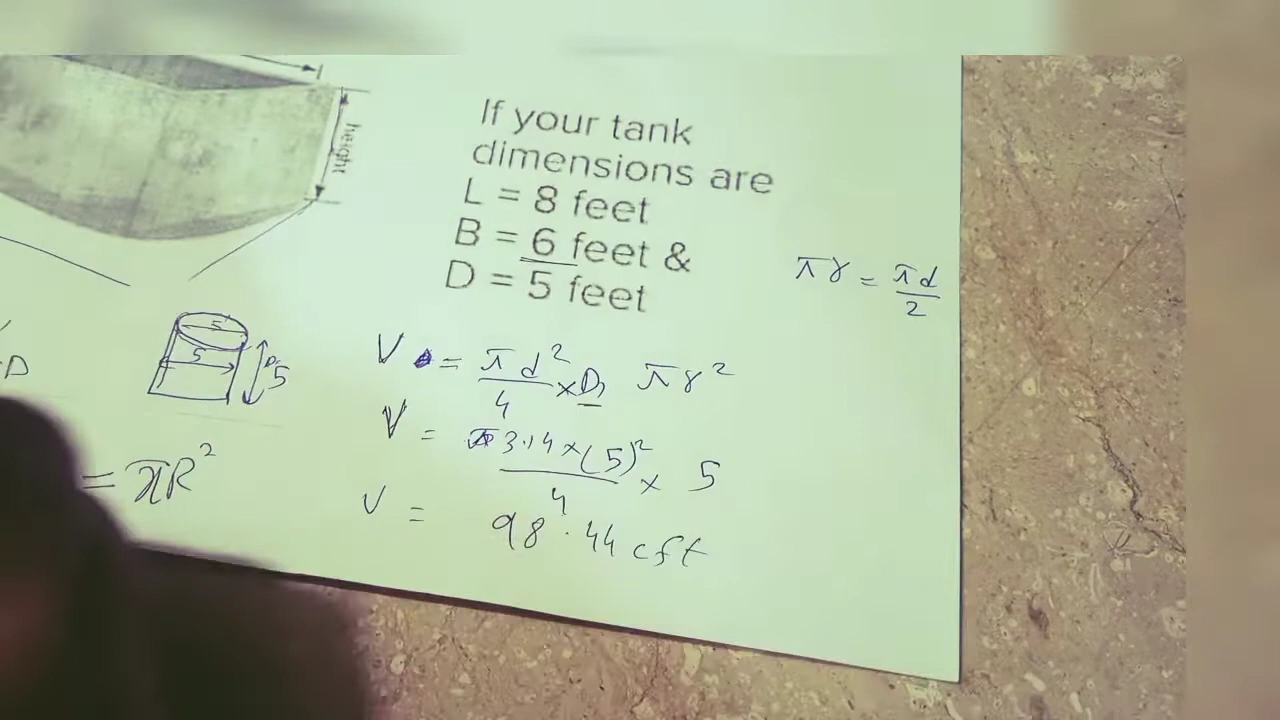 height
If your tank
dimensions are
L = 8 feet
B = 6 feet &
D = 5 feet
πr = πd/2
5
5
5
D
V = πd²/4 × D, πr²
V = 3.14 × (5)²/4 × 5
= πR²
V = 98.44 cft